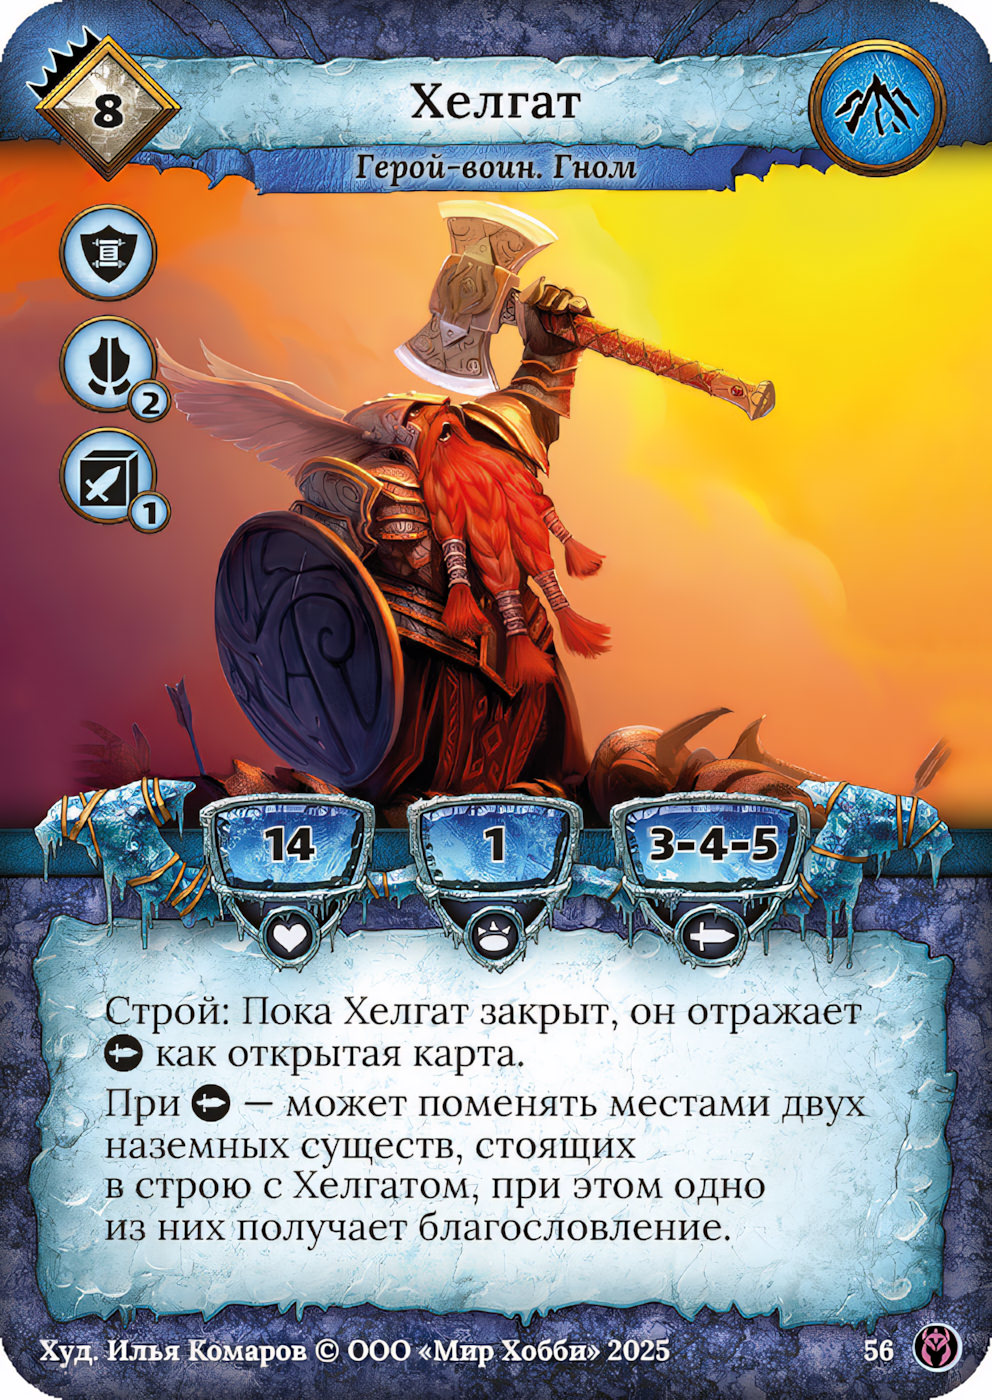 8
Хелгат
Герой-воин. Гном
2
1
14
1
3-4-5
Строй: Пока Хелгат закрыт, он отражает
как открытая карта.
При — может поменять местами двух
наземных существ, стоящих
в строю с Хелгатом, при этом одно
из них получает благословление.
Худ. Илья Комаров © ООО «Мир Хобби» 2025
56